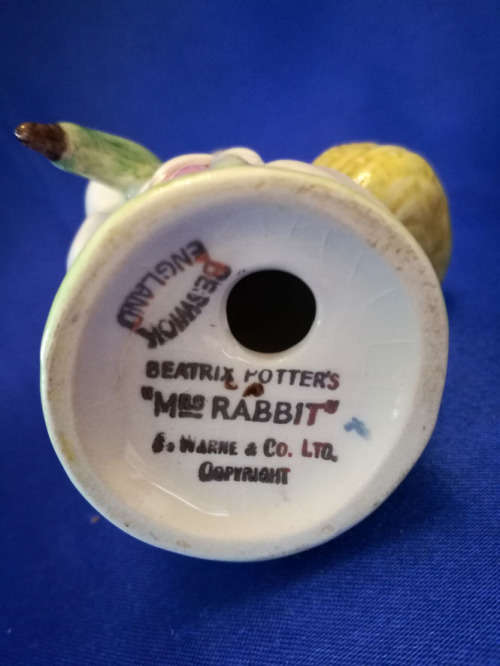 BESWICK
ENGLAND
BEATRIX POTTER'S
"MRS RABBIT"
F. WARNE & CO. LTD.
COPYRIGHT